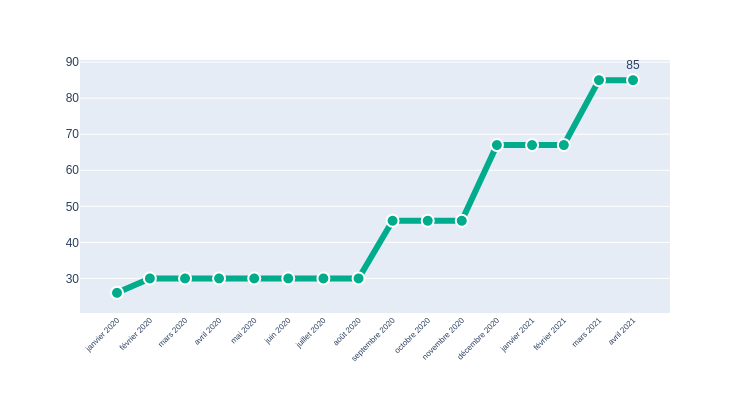 90
80
70
60
50
40
30
85
janvier 2020
février 2020
mars 2020
avril 2020
mai 2020
juin 2020
juillet 2020
août 2020
septembre 2020
octobre 2020
novembre 2020
décembre 2020
janvier 2021
février 2021
mars 2021
avril 2021